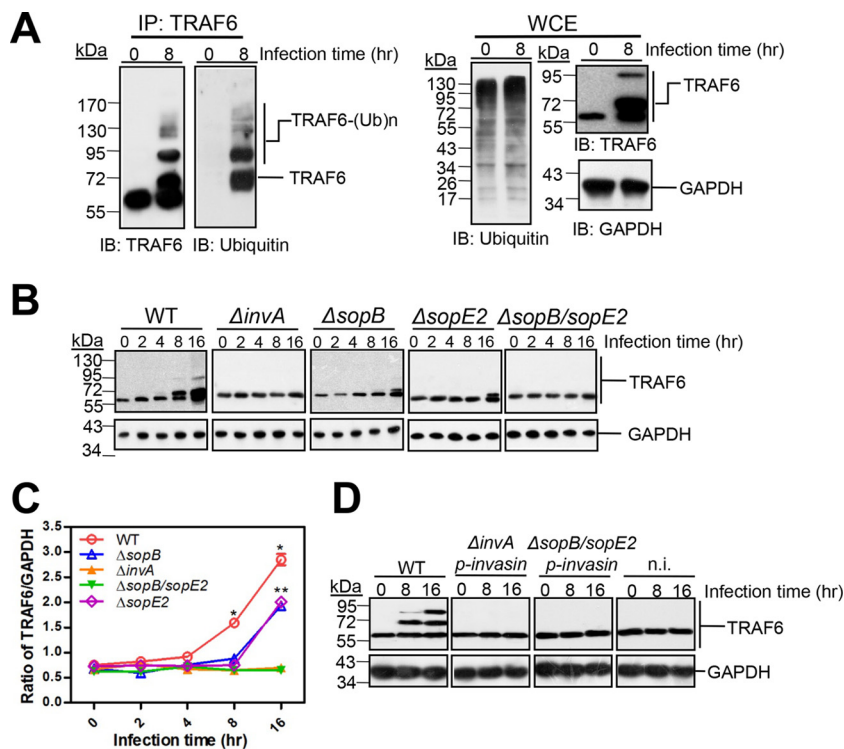 A
IP: TRAF6
kDa
0 8 Infection time (hr)
0 8
170
130
95
72
55
TRAF6-(Ub)n
TRAF6
IB: TRAF6
IB: Ubiquitin
WCE
kDa
0 8
kDa
0 8 Infection time (hr)
130
95
72
55
43
34
26
17
IB: Ubiquitin
95
72
55
TRAF6
IB: TRAF6
43
34
GAPDH
IB: GAPDH
B
WT ΔinvA ΔsopB ΔsopE2 ΔsopB/sopE2
kDa
0 2 4 8 16 0 2 4 8 16 0 2 4 8 16 0 2 4 8 16 0 2 4 8 16 Infection time (hr)
130
95
72
55
TRAF6
43
34
GAPDH
C
Ratio of TRAF6/GAPDH
3.5
3.0
2.5
2.0
1.5
1.0
0.5
0.0
WT
ΔsopB
ΔinvA
ΔsopB/sopE2
ΔsopE2
*
*
**
0 2 4 8 16
Infection time (hr)
D
WT
ΔinvA
p-invasin
ΔsopB/sopE2
p-invasin
n.i.
kDa
0 8 16 0 8 16 0 8 16 0 8 16 Infection time (hr)
95
72
55
TRAF6
43
34
GAPDH